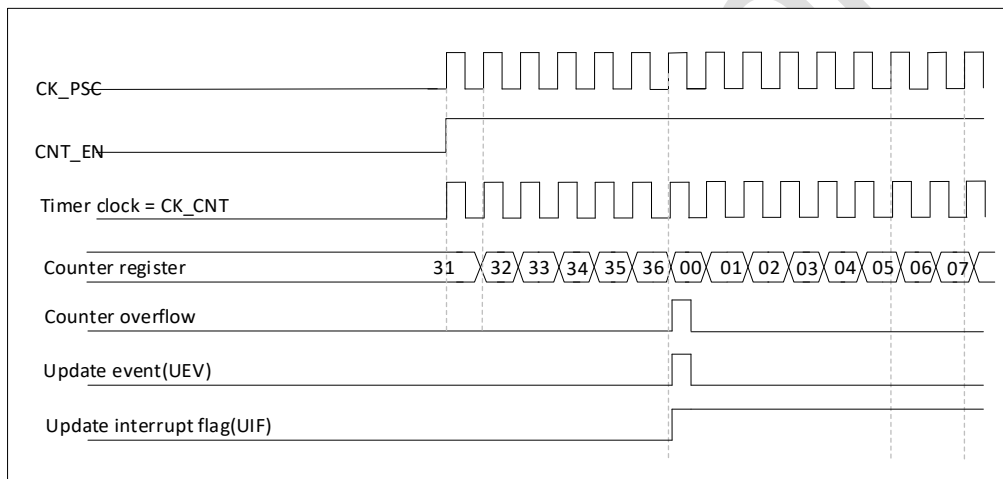 CK_PSC
CNT_EN
Timer clock = CK_CNT
Counter register 31 32 33 34 35 36 00 01 02 03 04 05 06 07
Counter overflow
Update event(UEV)
Update interrupt flag(UIF)